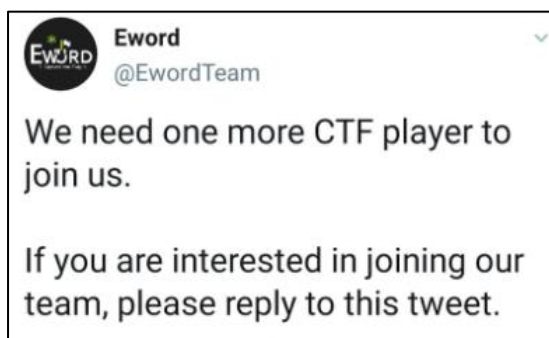 EWORD
Eword
@EwordTeam
We need one more CTF player to
join us.
If you are interested in joining our
team, please reply to this tweet.